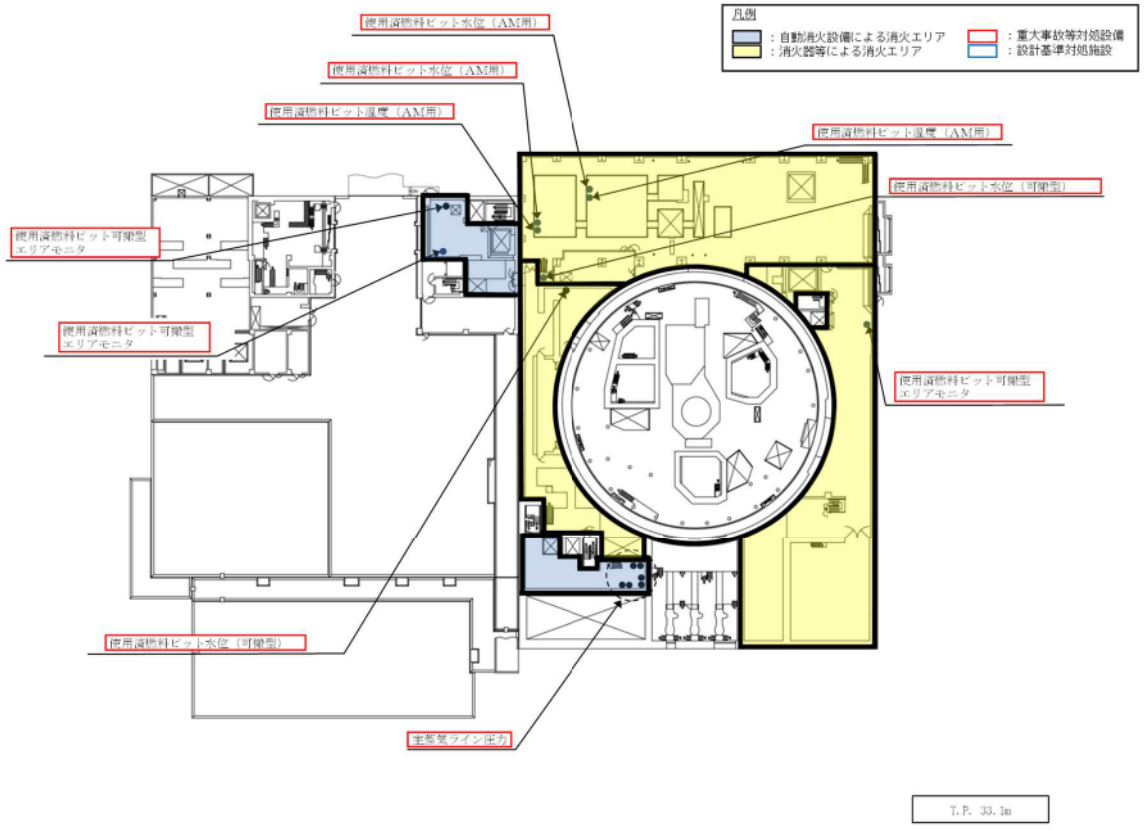 使用済燃料ピット水位（AM用）
凡例
：自動消火設備による消火エリア
：重大事故等対処設備
：消火器等による消火エリア
：設計基準対処施設
使用済燃料ピット水位（AM用）
使用済燃料ピット温度（AM用）
使用済燃料ピット温度（AM用）
使用済燃料ピット水位（可搬型）
使用済燃料ピット可搬型
エリアモニタ
使用済燃料ピット可搬型
エリアモニタ
使用済燃料ピット可搬型
エリアモニタ
使用済燃料ピット水位（可搬型）
主蒸気ライン圧力
T.P. 33.1m